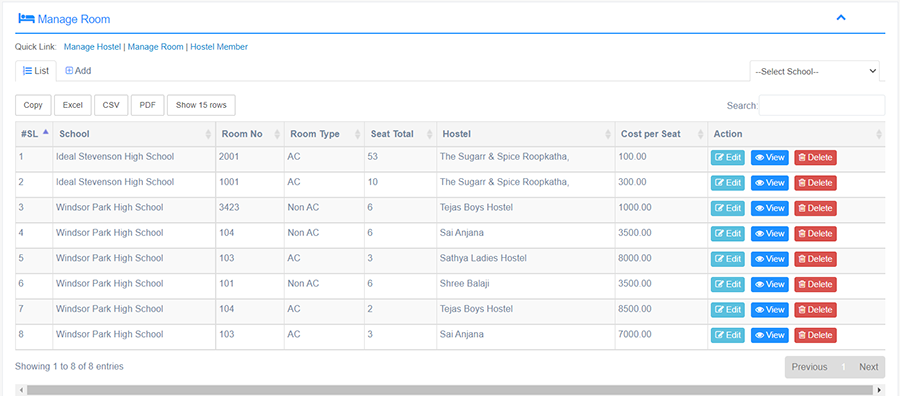 Manage Room
Quick Link: Manage Hostel | Manage Room | Hostel Member
List Add --Select School--
Copy Excel CSV PDF Show 15 rows Search:
#SL School Room No Room Type Seat Total Hostel Cost per Seat Action
1 Ideal Stevenson High School 2001 AC 53 The Sugarr & Spice Roopkatha, 100.00 Edit View Delete
2 Ideal Stevenson High School 1001 AC 10 The Sugarr & Spice Roopkatha, 300.00 Edit View Delete
3 Windsor Park High School 3423 Non AC 6 Tejas Boys Hostel 1000.00 Edit View Delete
4 Windsor Park High School 104 Non AC 6 Sai Anjana 3500.00 Edit View Delete
5 Windsor Park High School 103 AC 3 Sathya Ladies Hostel 8000.00 Edit View Delete
6 Windsor Park High School 101 Non AC 6 Shree Balaji 3500.00 Edit View Delete
7 Windsor Park High School 104 AC 2 Tejas Boys Hostel 8500.00 Edit View Delete
8 Windsor Park High School 103 AC 3 Sai Anjana 7000.00 Edit View Delete
Showing 1 to 8 of 8 entries Previous 1 Next